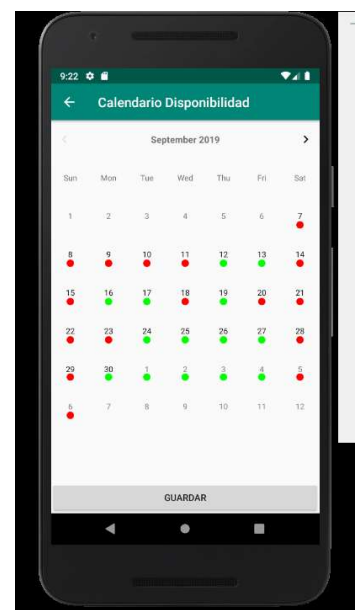 9:22
Calendario Disponibilidad
September 2019
Sun Mon Tue Wed Thu Fri Sat
1 2 3 4 5 6 7
8 9 10 11 12 13 14
15 16 17 18 19 20 21
22 23 24 25 26 27 28
29 30 1 2 3 4 5
6 7 8 9 10 11 12
GUARDAR